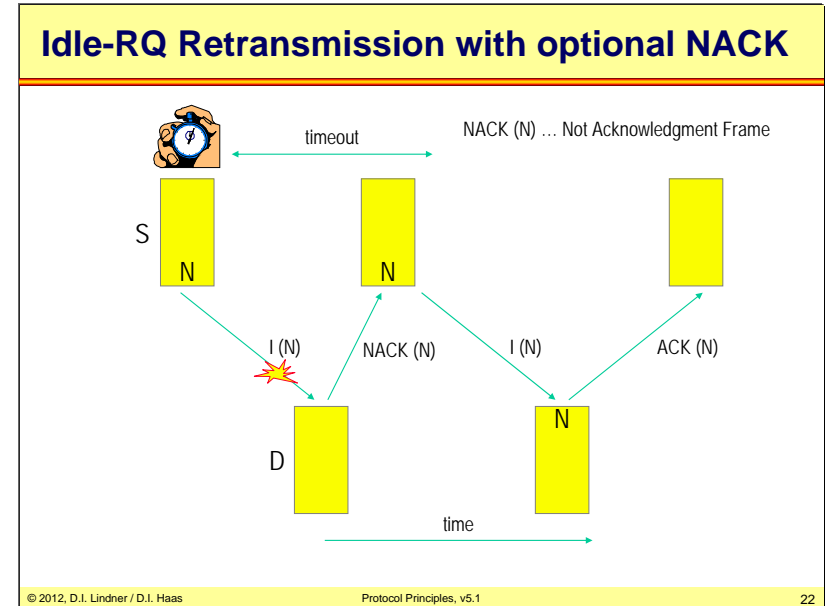 Idle-RQ Retransmission with optional NACK
timeout
NACK (N) … Not Acknowledgment Frame
S
N
N
I (N)
NACK (N)
I (N)
ACK (N)
N
D
time
© 2012, D.I. Lindner / D.I. Haas
Protocol Principles, v5.1
22